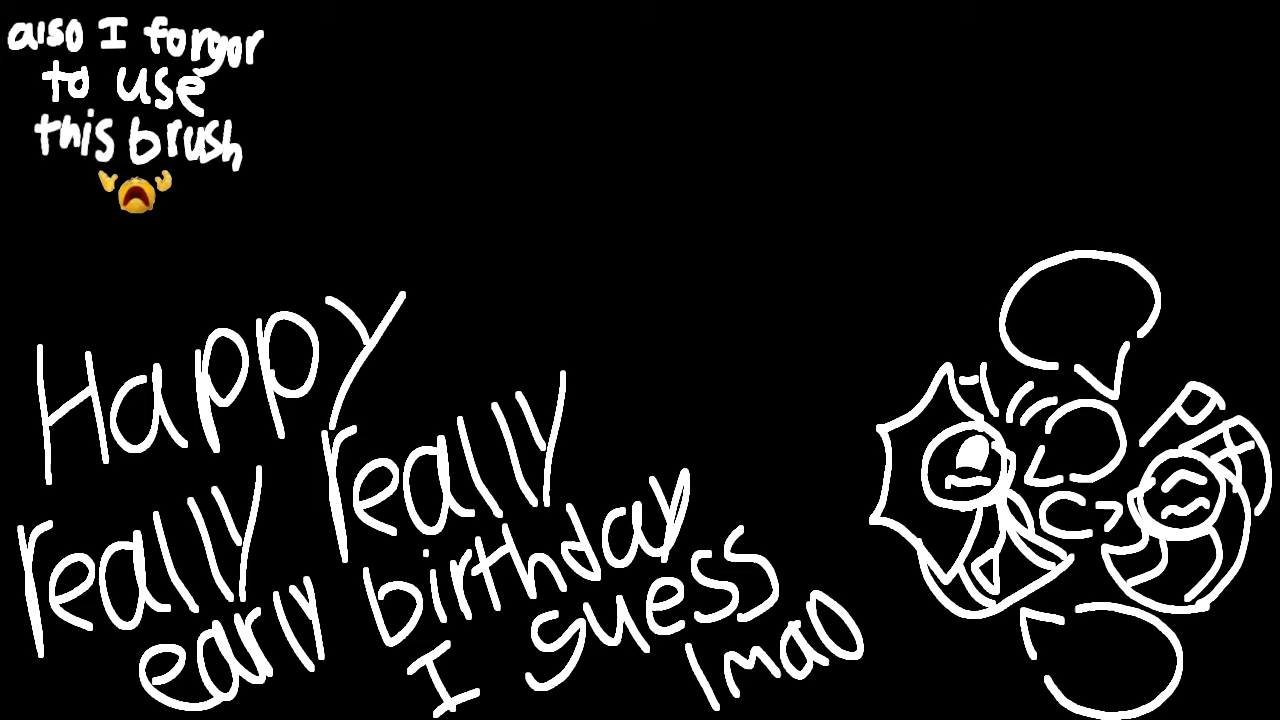 also I forgor
to use
this brush
Happy
really really
early birthday
I guess
lmao